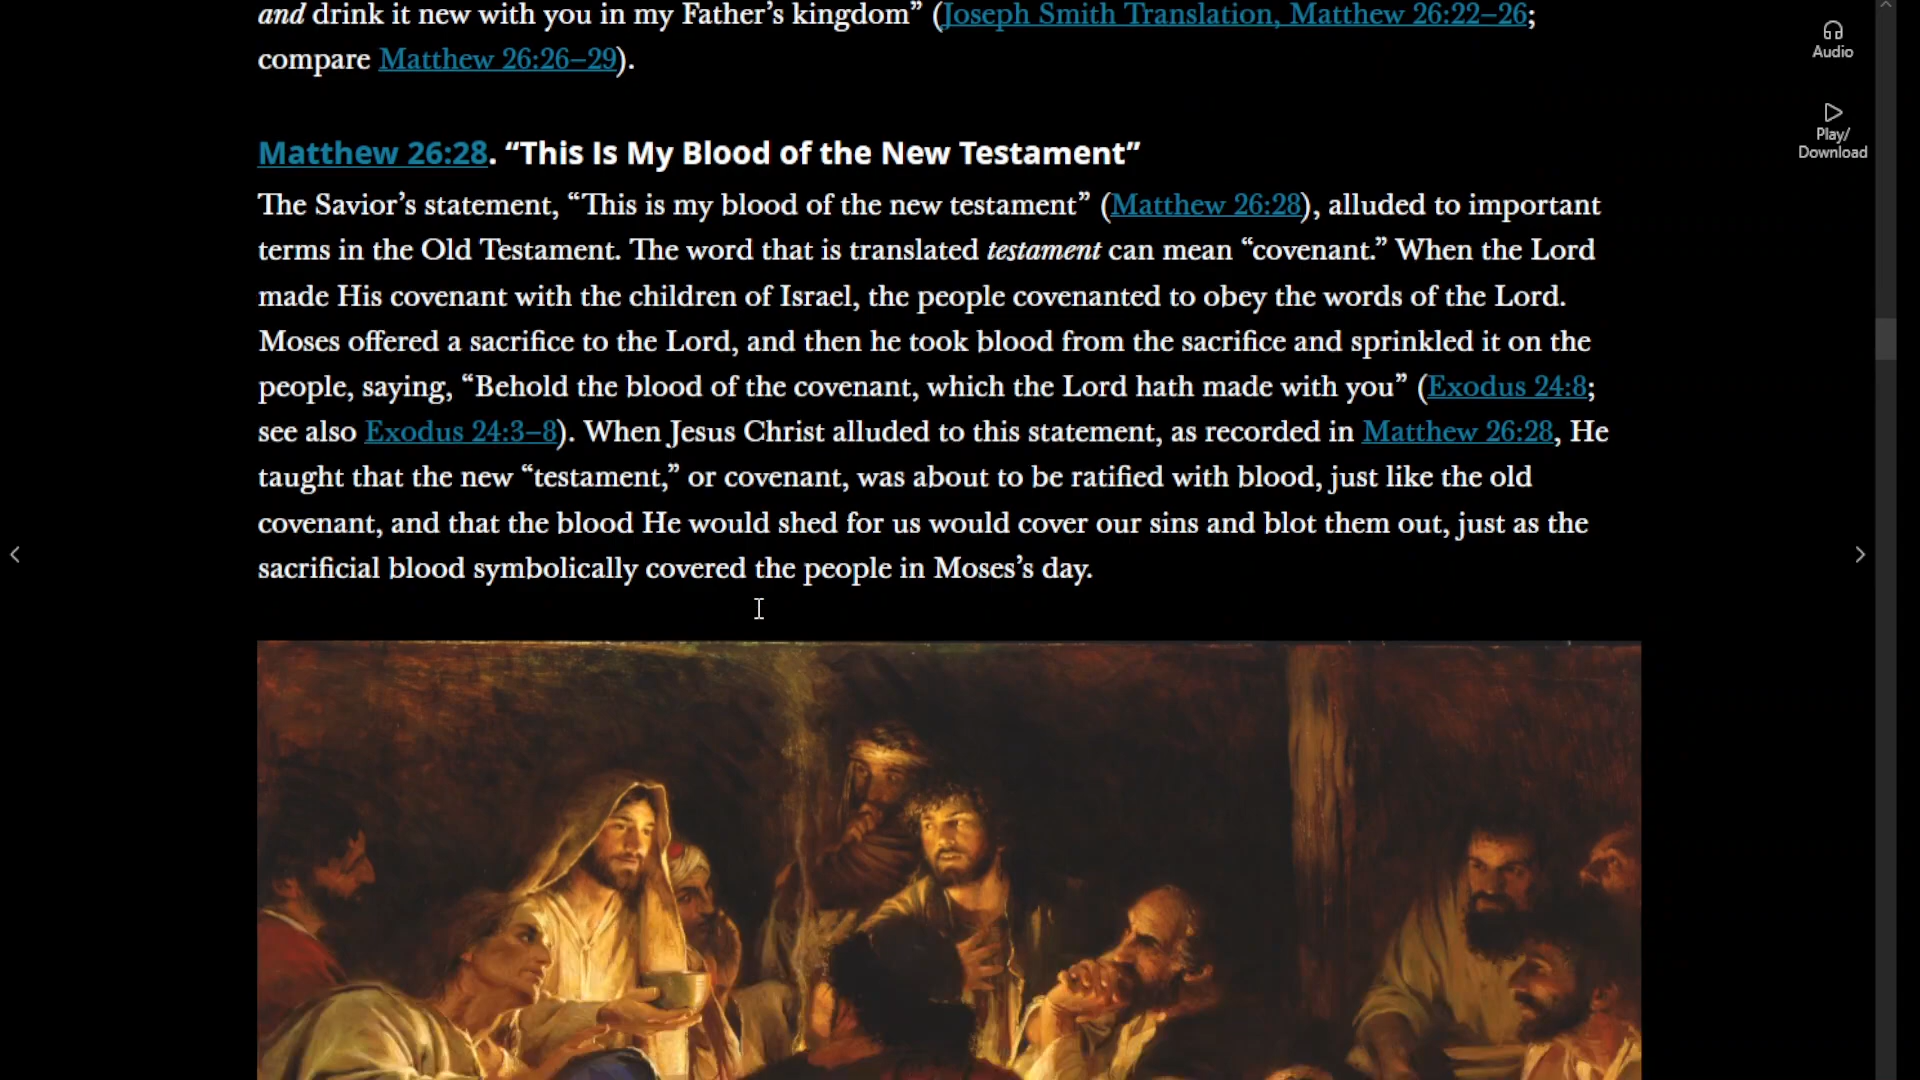 and drink it new with you in my Father’s kingdom” (Joseph Smith Translation, Matthew 26:22–26;
compare Matthew 26:26–29).
Matthew 26:28. “This Is My Blood of the New Testament”
The Savior’s statement, “This is my blood of the new testament” (Matthew 26:28), alluded to important
terms in the Old Testament. The word that is translated testament can mean “covenant.” When the Lord
made His covenant with the children of Israel, the people covenanted to obey the words of the Lord.
Moses offered a sacrifice to the Lord, and then he took blood from the sacrifice and sprinkled it on the
people, saying, “Behold the blood of the covenant, which the Lord hath made with you” (Exodus 24:8;
see also Exodus 24:3–8). When Jesus Christ alluded to this statement, as recorded in Matthew 26:28, He
taught that the new “testament,” or covenant, was about to be ratified with blood, just like the old
covenant, and that the blood He would shed for us would cover our sins and blot them out, just as the
sacrificial blood symbolically covered the people in Moses’s day.
Audio
Play/
Download